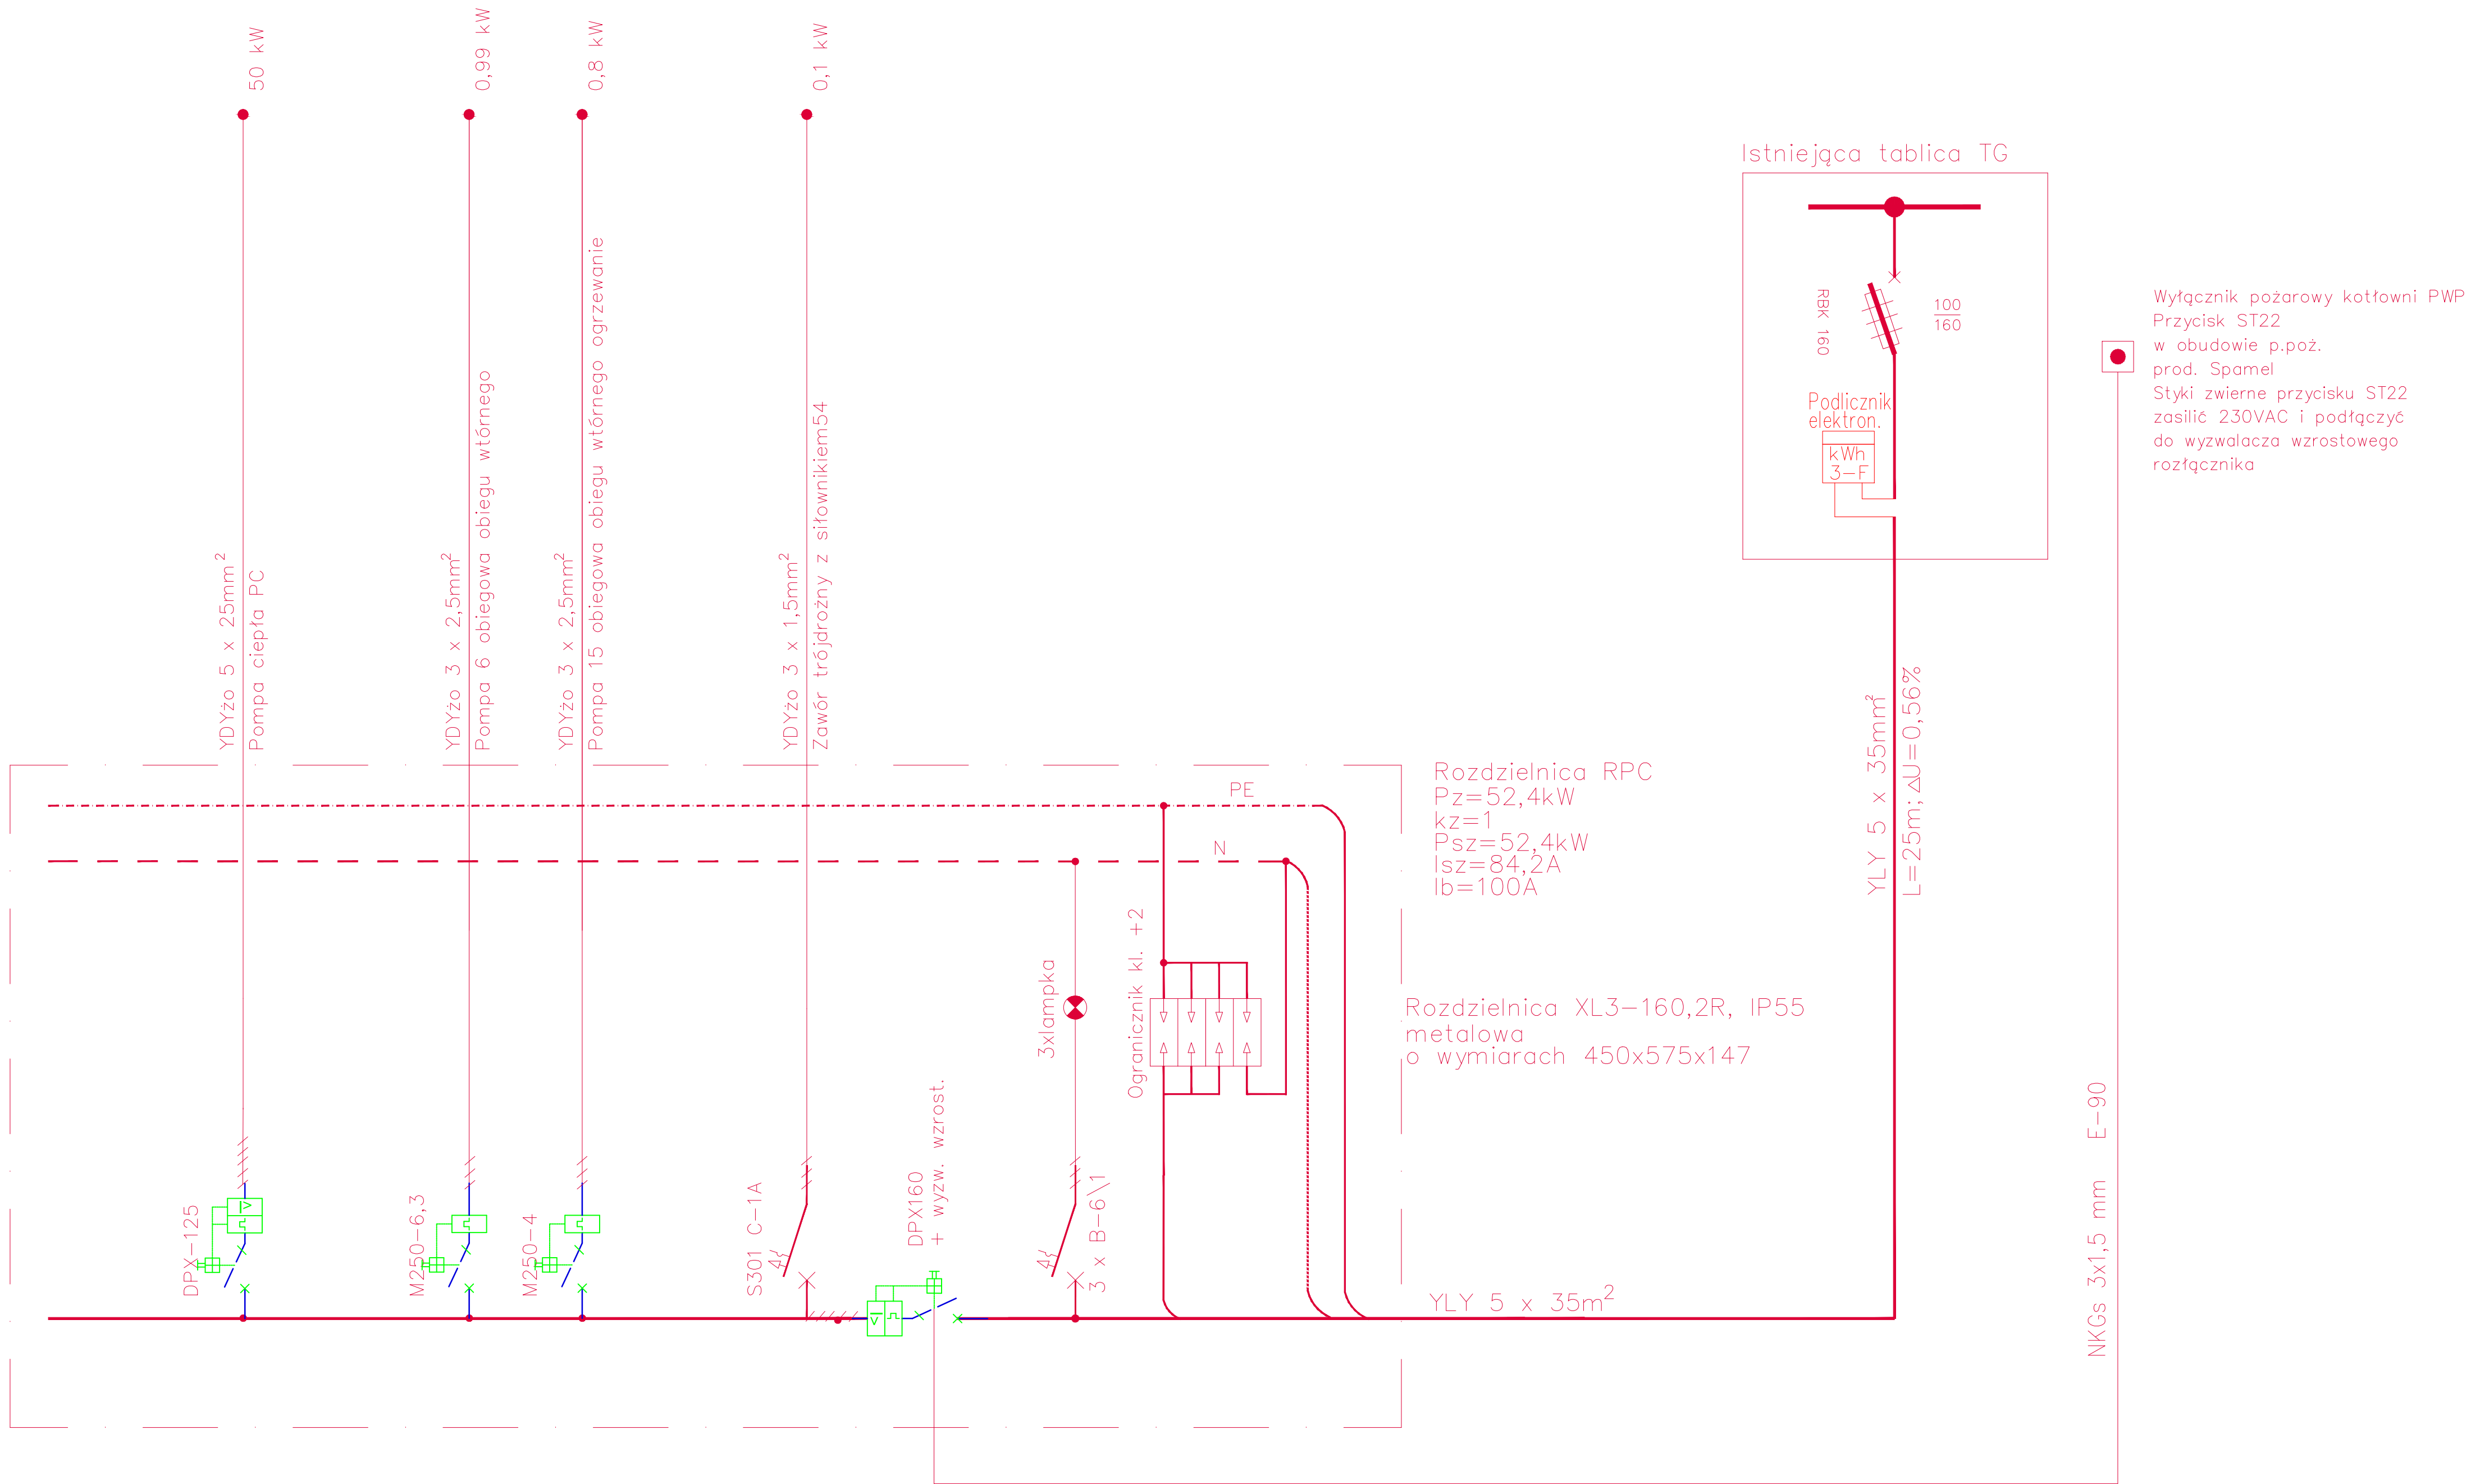 50 kW
0,99 kW
0,8 kW
0,1 kW
YDYżo 5 x 25mm²
Pompa ciepła PC
YDYżo 3 x 2,5mm²
Pompa 6 obiegowa obiegu wtórnego
YDYżo 3 x 2,5mm²
Pompa 15 obiegowa obiegu wtórnego ogrzewanie
YDYżo 3 x 1,5mm²
Zawór trójdrożny z siłownikiem54
Istniejąca tablica TG
RBK 160
100
160
Podlicznik
elektron.
kWh
3-F
Wyłącznik pożarowy kotłowni PWP
Przycisk ST22
w obudowie p.poż.
prod. Spamel
Styki zwierne przycisku ST22
zasilić 230VAC i podłączyć
do wyzwalacza wzrostowego
rozłącznika
YLY 5 x 35mm²
L=25m; ΔU=0,56%
PE
N
Rozdzielnica RPC
Pz=52,4kW
kz=1
Psz=52,4kW
Isz=84,2A
Ib=100A
Rozdzielnica XL3-160,2R, IP55
metalowa
o wymiarach 450x575x147
DPX-125
M250-6,3
M250-4
S301 C-1A
DPX160
+ wyzw. wzrost.
3xlampka
3 x B-6\1
Ogranicznik kl. +2
YLY 5 x 35m²
NKGs 3x1,5 mm E-90